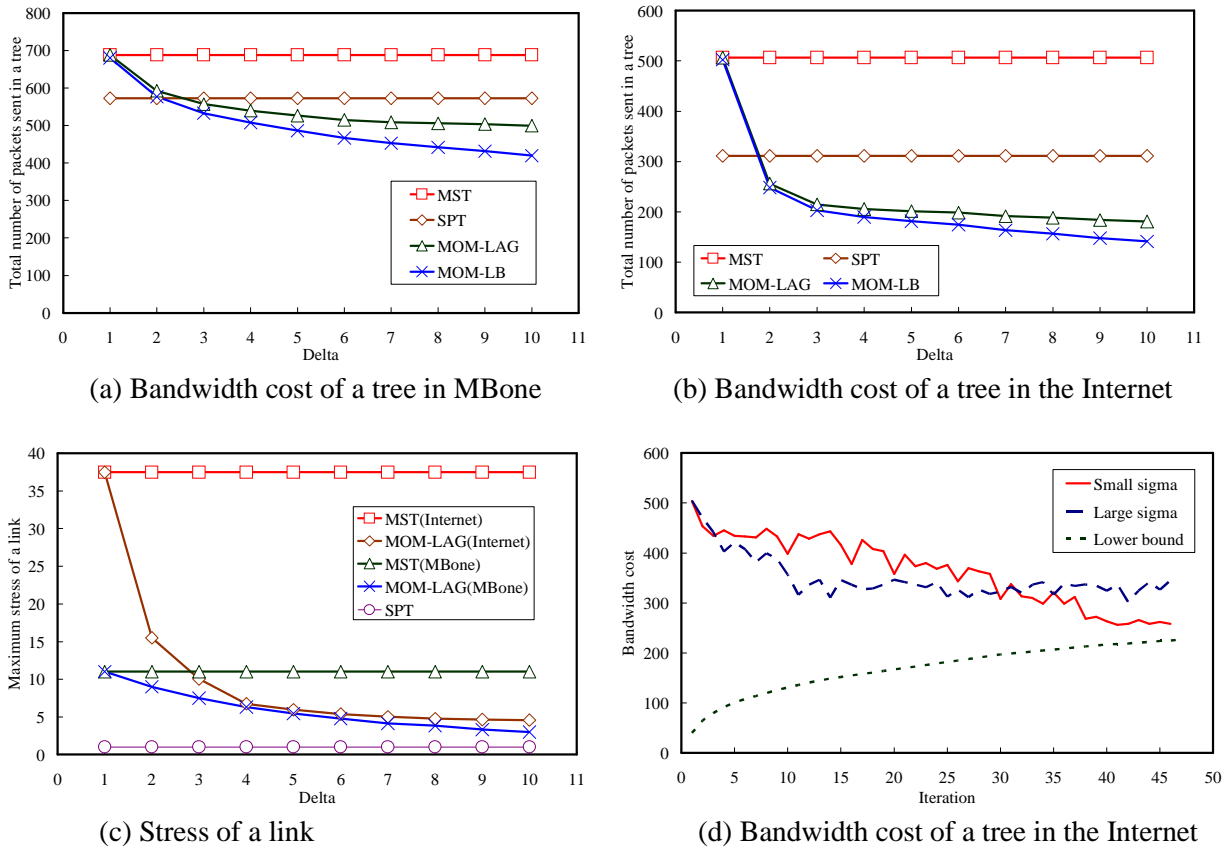 800
700
600
500
400
300
200
100
0
Total number of packets sent in a tree
MST
SPT
MOM-LAG
MOM-LB
0 1 2 3 4 5 6 7 8 9 10 11
Delta
(a) Bandwidth cost of a tree in MBone
600
500
400
300
200
100
0
Total number of packets sent in a tree
MST SPT
MOM-LAG MOM-LB
0 1 2 3 4 5 6 7 8 9 10 11
Delta
(b) Bandwidth cost of a tree in the Internet
40
35
30
25
20
15
10
5
0
Maximum stress of a link
MST(Internet)
MOM-LAG(Internet)
MST(MBone)
MOM-LAG(MBone)
SPT
0 1 2 3 4 5 6 7 8 9 10 11
Delta
(c) Stress of a link
600
500
400
300
200
100
0
Bandwidth cost
Small sigma
Large sigma
Lower bound
0 5 10 15 20 25 30 35 40 45 50
Iteration
(d) Bandwidth cost of a tree in the Internet